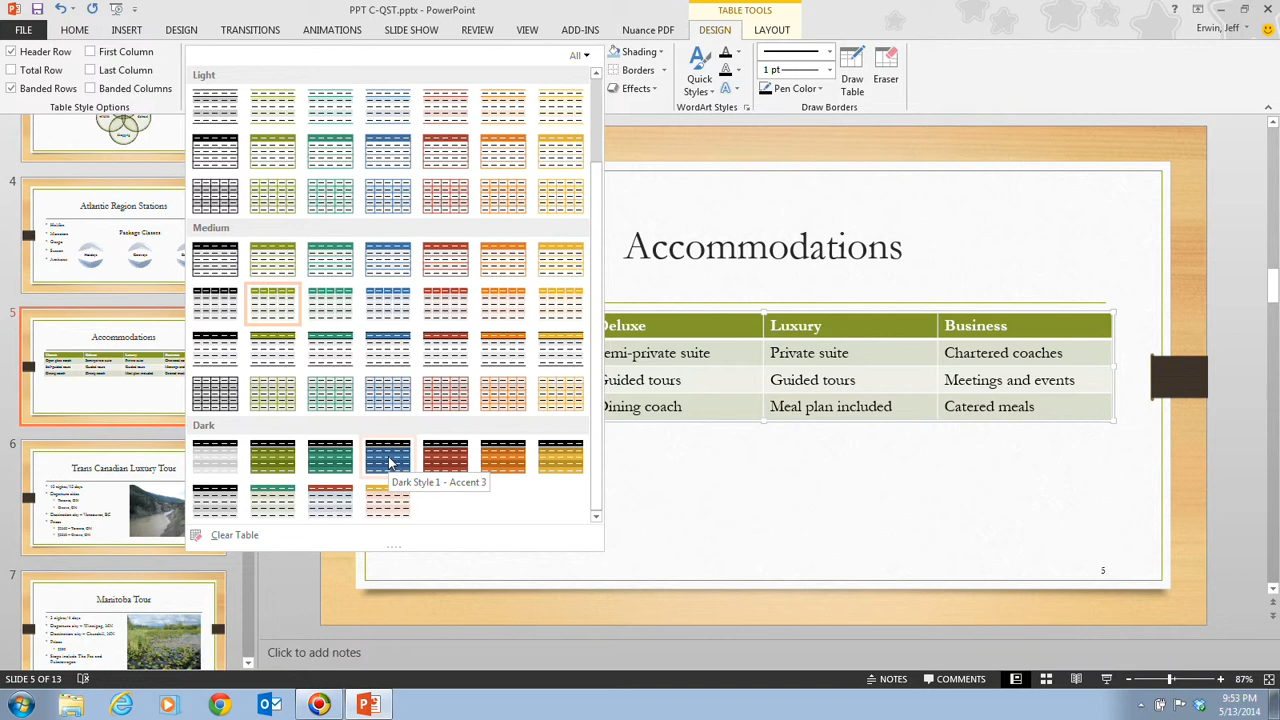 PPT C-QST.pptx - PowerPoint
TABLE TOOLS
FILE
HOME
INSERT
DESIGN
TRANSITIONS
ANIMATIONS
SLIDE SHOW
REVIEW
VIEW
ADD-INS
Nuance PDF
DESIGN
LAYOUT
Erwin, Jeff
Header Row
First Column
Total Row
Last Column
Banded Rows
Banded Columns
Table Style Options
All
Light
Medium
Dark
Dark Style 1 - Accent 3
Clear Table
Shading
Borders
Effects
Quick
Styles
WordArt Styles
1 pt
Pen Color
Draw
Table
Eraser
Draw Borders
4
Atlantic Region Stations
Halifax
Moncton
Package Classes
5
Accommodations
6
Trans Canadian Luxury Tour
7
Manitoba Tour
Accommodations
Deluxe
Luxury
Business
emi-private suite
Private suite
Chartered coaches
Guided tours
Guided tours
Meetings and events
Dining coach
Meal plan included
Catered meals
5
Click to add notes
SLIDE 5 OF 13
NOTES
COMMENTS
87%
9:53 PM
5/13/2014